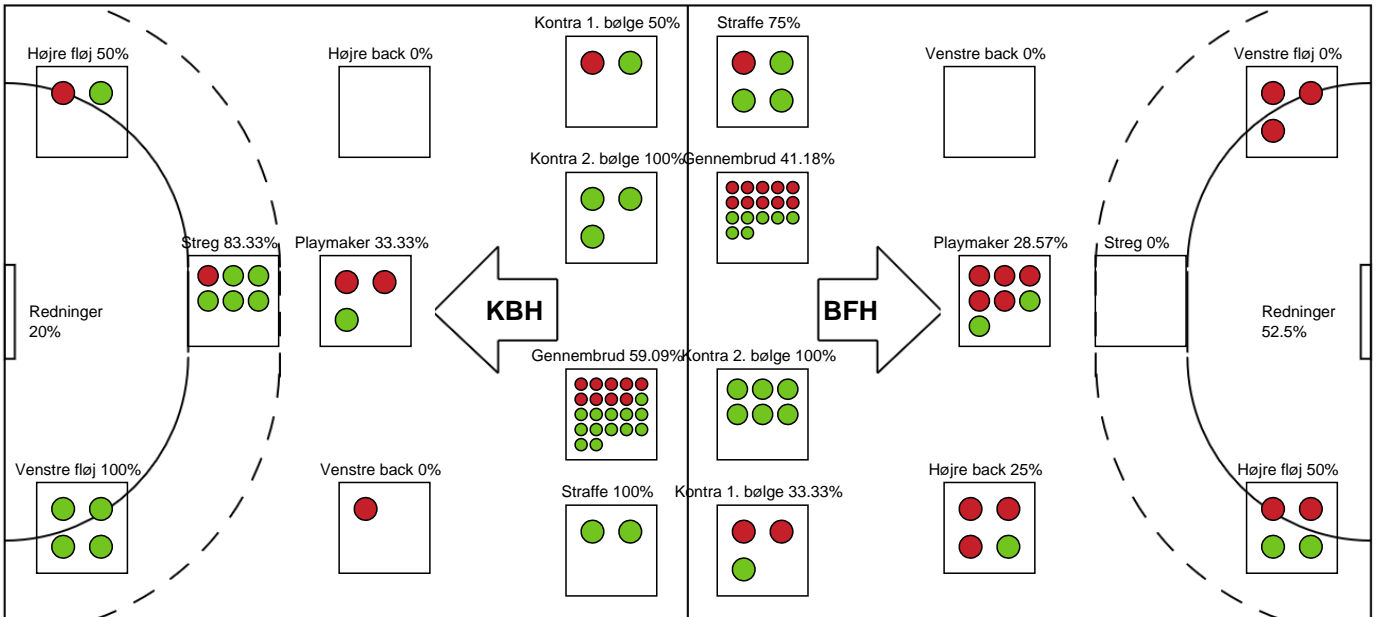 Kontra 1. bølge 50%
Straffe 75%
Højre fløj 50%
Højre back 0%
Venstre back 0%
Venstre fløj 0%
Kontra 2. bølge 100%
Gennembrud 41.18%
Streg 83.33%
Playmaker 33.33%
Playmaker 28.57%
Streg 0%
Redninger
20%
KBH
BFH
Redninger
52.5%
Gennembrud 59.09%
Kontra 2. bølge 100%
Venstre fløj 100%
Venstre back 0%
Højre back 25%
Højre fløj 50%
Straffe 100%
Kontra 1. bølge 33.33%